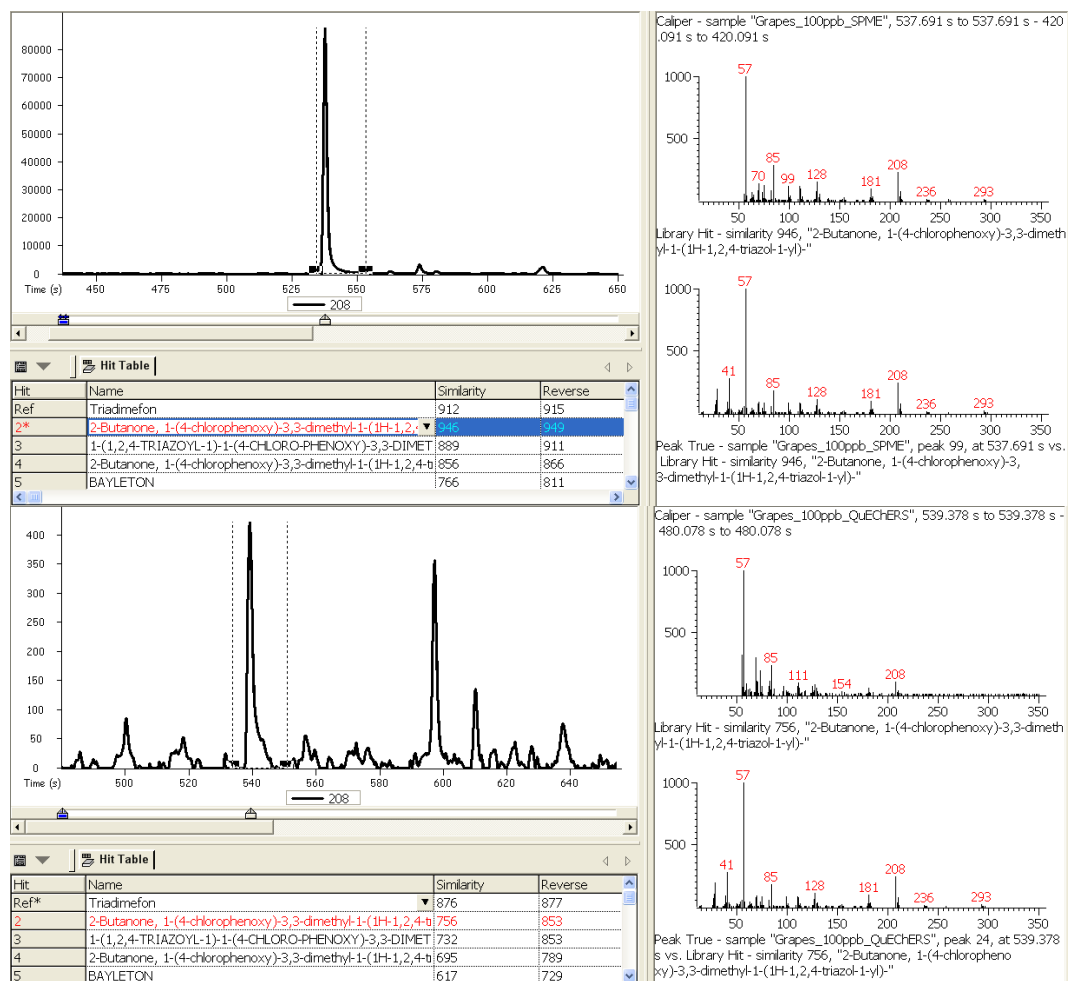 80000
70000
60000
50000
40000
30000
20000
10000
0
Time (s) 450 475 500 525 550 575 600 625 650
208
Hit Table
Hit Name Similarity Reverse
Ref Triadimefon 912 915
2* 2-Butanone, 1-(4-chlorophenoxy)-3,3-dimethyl-1-(1H-1,2, 946 949
3 1-(1,2,4-TRIAZOYL-1)-1-(4-CHLORO-PHENOXY)-3,3-DIMET 889 911
4 2-Butanone, 1-(4-chlorophenoxy)-3,3-dimethyl-1-(1H-1,2,4-t 856 866
5 BAYLETON 766 811
Caliper - sample "Grapes_100ppb_SPME", 537.691 s to 537.691 s - 420
.091 s to 420.091 s
1000
500
57
70
85
99
128
181
208
236
293
50 100 150 200 250 300 350
Library Hit - similarity 946, "2-Butanone, 1-(4-chlorophenoxy)-3,3-dimeth
yl-1-(1H-1,2,4-triazol-1-yl)-"
1000
500
57
41
85
128
181
208
236
293
50 100 150 200 250 300 350
Peak True - sample "Grapes_100ppb_SPME", peak 99, at 537.691 s vs.
Library Hit - similarity 946, "2-Butanone, 1-(4-chlorophenoxy)-3,
3-dimethyl-1-(1H-1,2,4-triazol-1-yl)-"
400
350
300
250
200
150
100
50
0
Time (s) 500 520 540 560 580 600 620 640
208
Hit Table
Hit Name Similarity Reverse
Ref* Triadimefon 876 877
2 2-Butanone, 1-(4-chlorophenoxy)-3,3-dimethyl-1-(1H-1,2,4-t 756 853
3 1-(1,2,4-TRIAZOYL-1)-1-(4-CHLORO-PHENOXY)-3,3-DIMET 732 853
4 2-Butanone, 1-(4-chlorophenoxy)-3,3-dimethyl-1-(1H-1,2,4-t 695 789
5 BAYLETON 617 729
Caliper - sample "Grapes_100ppb_QuEChERS", 539.378 s to 539.378 s -
480.078 s to 480.078 s
1000
500
57
85
111
154
208
50 100 150 200 250 300 350
Library Hit - similarity 756, "2-Butanone, 1-(4-chlorophenoxy)-3,3-dimeth
yl-1-(1H-1,2,4-triazol-1-yl)-"
1000
500
57
41
85
128
181
208
236
293
50 100 150 200 250 300 350
Peak True - sample "Grapes_100ppb_QuEChERS", peak 24, at 539.378
s vs. Library Hit - similarity 756, "2-Butanone, 1-(4-chloropheno
xy)-3,3-dimethyl-1-(1H-1,2,4-triazol-1-yl)-"